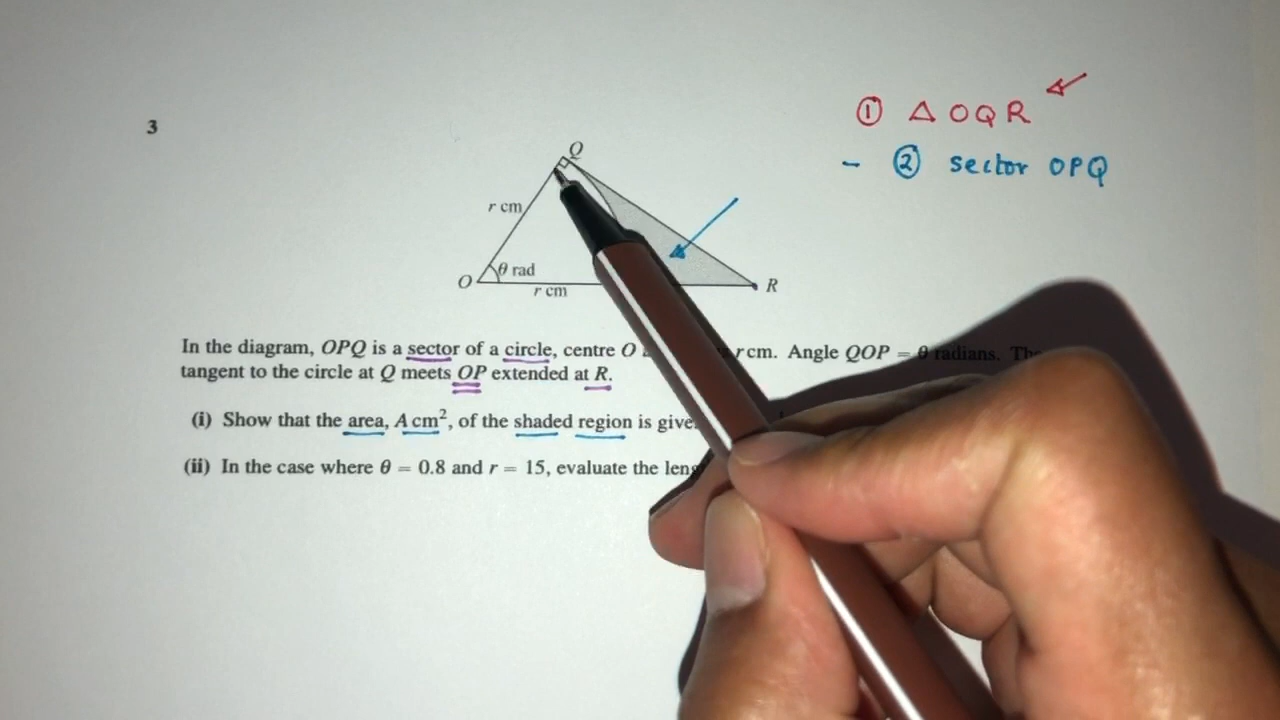 3
① Δ OQR
- ② sector OPQ
Q
r cm
θ rad
O
r cm
R
In the diagram, OPQ is a sector of a circle, centre O r cm. Angle QOP = θ radians.
tangent to the circle at Q meets OP extended at R.
(i) Show that the area, A cm², of the shaded region is
(ii) In the case where θ = 0.8 and r = 15, evaluate the